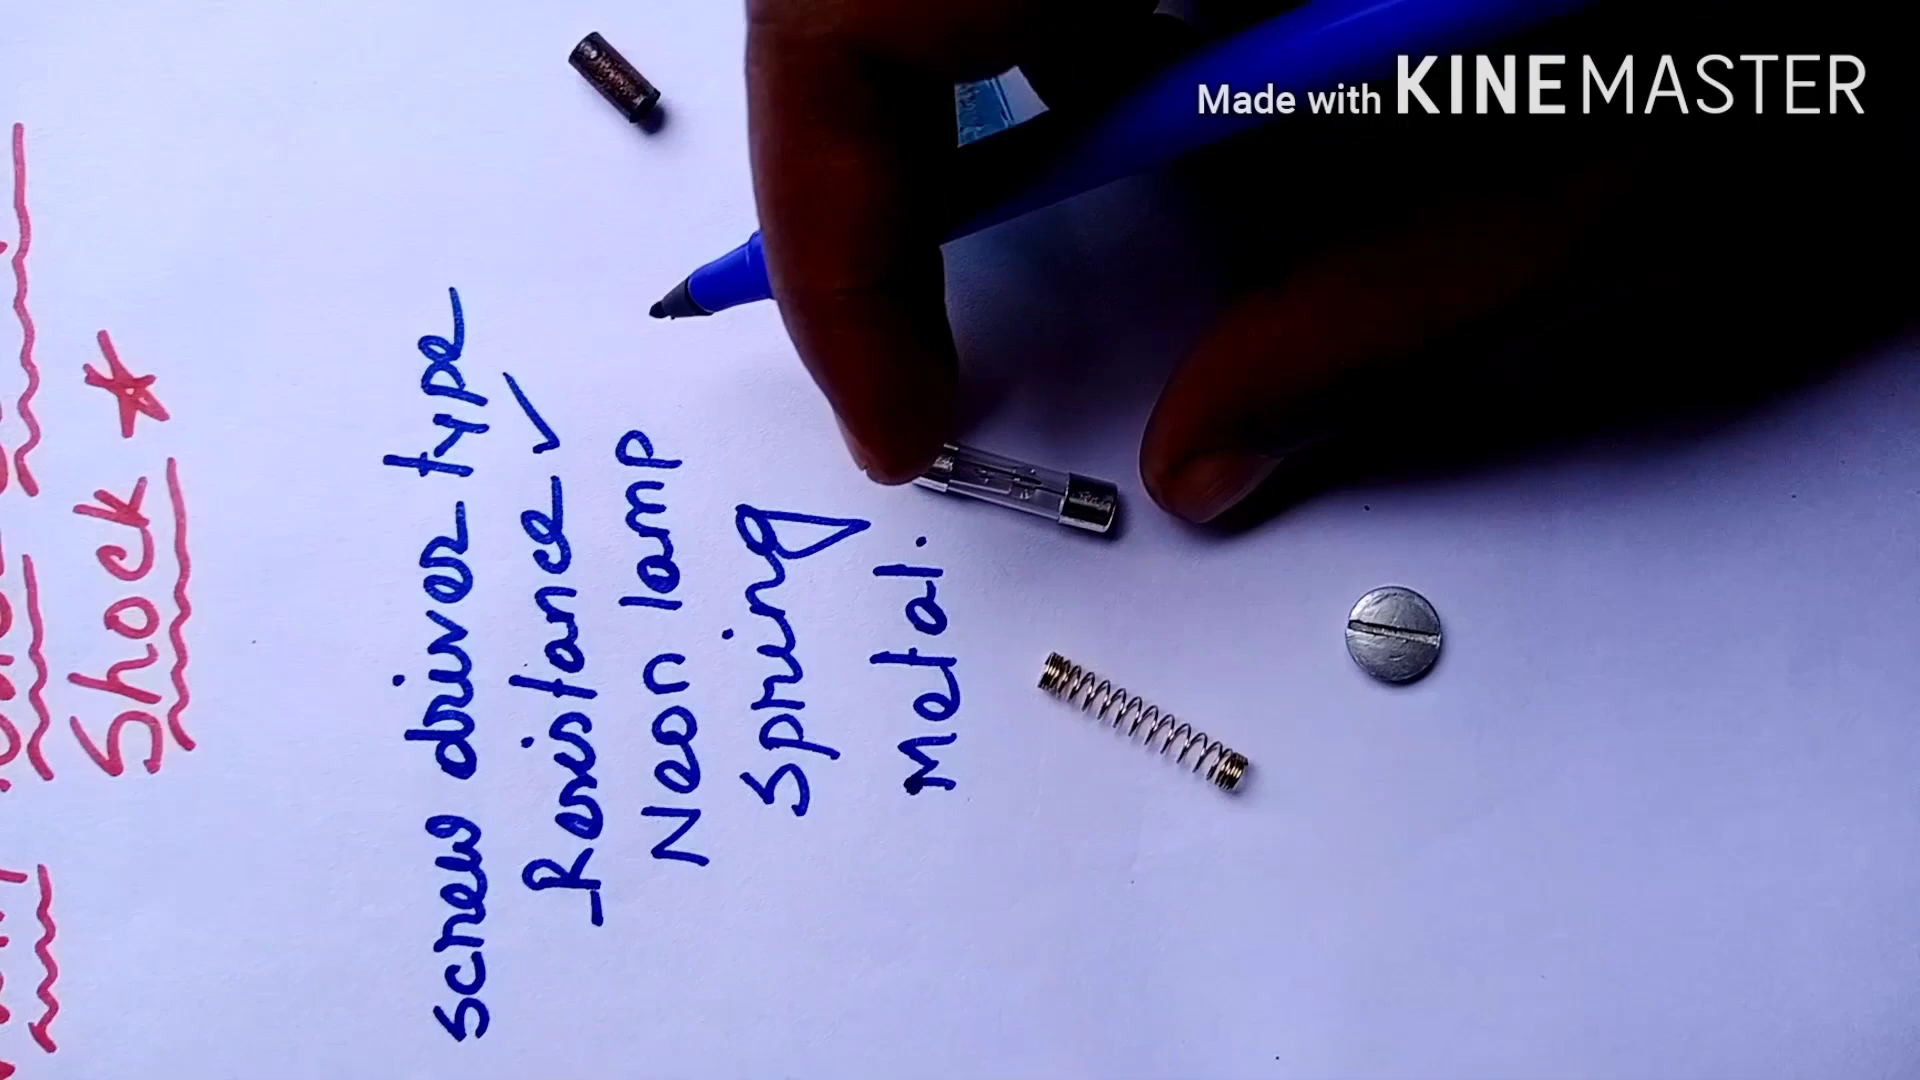 Made with KINEMASTER
Shock *
screw driver type
Resistance ✓
Neon lamp
Spring
Metal.